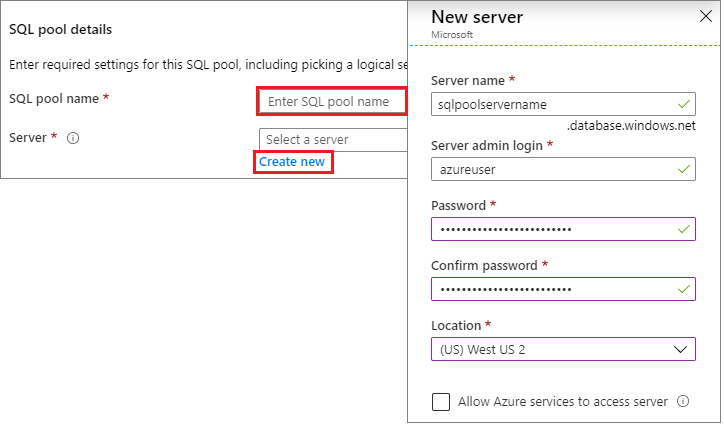 SQL pool details
Enter required settings for this SQL pool, including picking a logical se
SQL pool name *
Enter SQL pool name
Server *
Select a server
Create new
New server
Microsoft
Server name *
sqlpoolservername
.database.windows.net
Server admin login *
azureuser
Password *
••••••••••••••••••••••••
Confirm password *
••••••••••••••••••••••••
Location *
(US) West US 2
Allow Azure services to access server